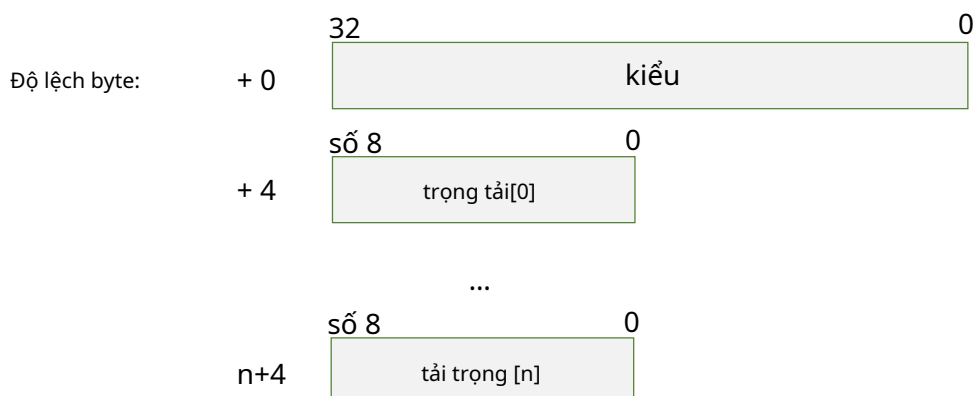 32 0
Độ lệch byte: + 0 kiểu
số 8 0
+ 4 trọng tải[0]
...
số 8 0
n+4 tải trọng [n]